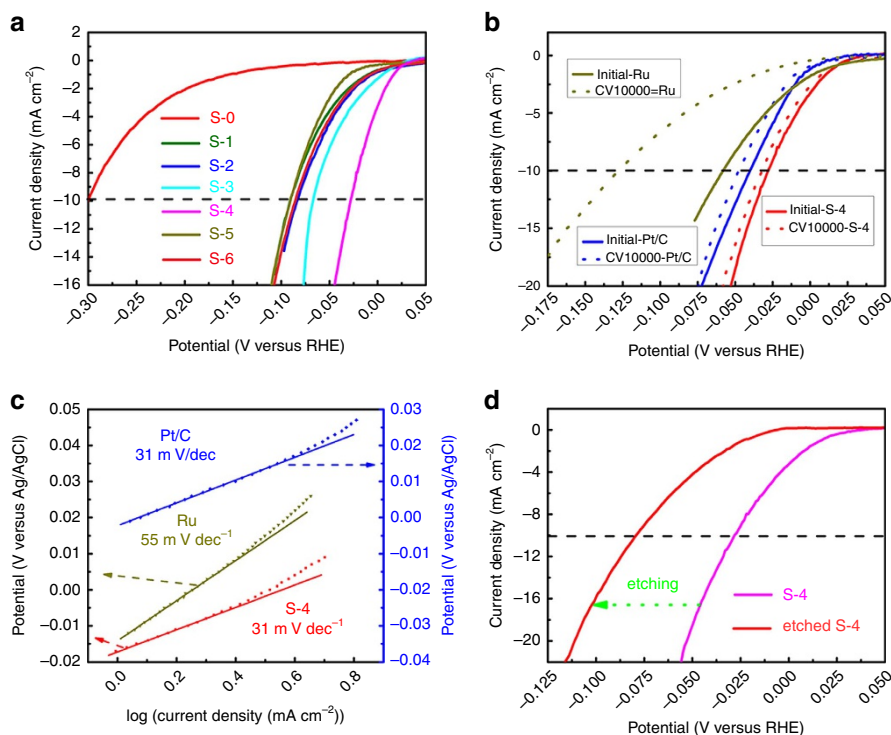 a
2
0
−2
−4
−6
−8
−10
−12
−14
−16
Current density (mA cm⁻²)
S-0
S-1
S-2
S-3
S-4
S-5
S-6
−0.30
−0.25
−0.20
−0.15
−0.10
−0.05
0.00
0.05
Potential (V versus RHE)
b
0
−5
−10
−15
−20
Current density (mA cm⁻²)
Initial-Ru
CV10000=Ru
Initial-Pt/C
CV10000-Pt/C
Initial-S-4
CV10000-S-4
−0.175
−0.150
−0.125
−0.100
−0.075
−0.050
−0.025
0.000
0.025
0.050
Potential (V versus RHE)
c
0.05
0.04
0.03
0.02
0.01
0.00
−0.01
−0.02
Potential (V versus Ag/AgCl)
Pt/C
31 m V/dec
Ru
55 m V dec⁻¹
S-4
31 m V dec⁻¹
0.03
0.02
0.01
0.00
−0.01
−0.02
−0.03
−0.04
Potential (V versus Ag/AgCl)
0.0
0.2
0.4
0.6
0.8
log (current density (mA cm⁻²))
d
0
−4
−8
−12
−16
−20
Current density (mA cm⁻²)
etching
S-4
etched S-4
−0.125
−0.100
−0.075
−0.050
−0.025
0.000
0.025
0.050
Potential (V versus RHE)